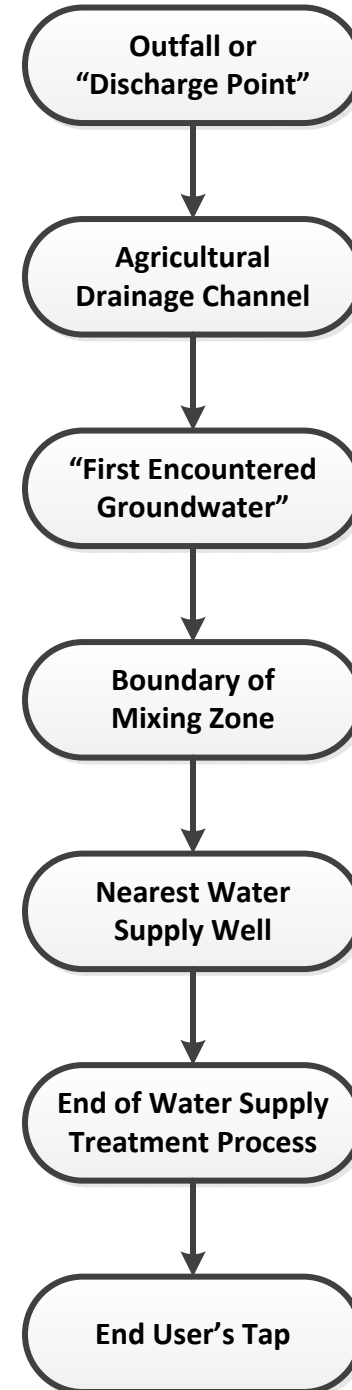 Outfall or
“Discharge Point”
Agricultural
Drainage Channel
“First Encountered
Groundwater”
Boundary of
Mixing Zone
Nearest Water
Supply Well
End of Water Supply
Treatment Process
End User’s Tap